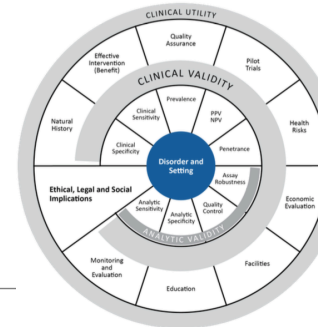 CLINICAL UTILITY
Quality
Assurance
Effective
Intervention
(Benefit)
Pilot
Trials
CLINICAL VALIDITY
Natural
History
Health
Risks
Clinical
Sensitivity
Prevalence
PPV
NPV
Clinical
Specificity
Penetrance
Disorder and
Setting
Assay
Robustness
Ethical, Legal and Social
Implications
Analytic
Sensitivity
Analytic
Specificity
Quality
Control
Economic
Evaluation
ANALYTIC VALIDITY
Monitoring
and
Evaluation
Education
Facilities